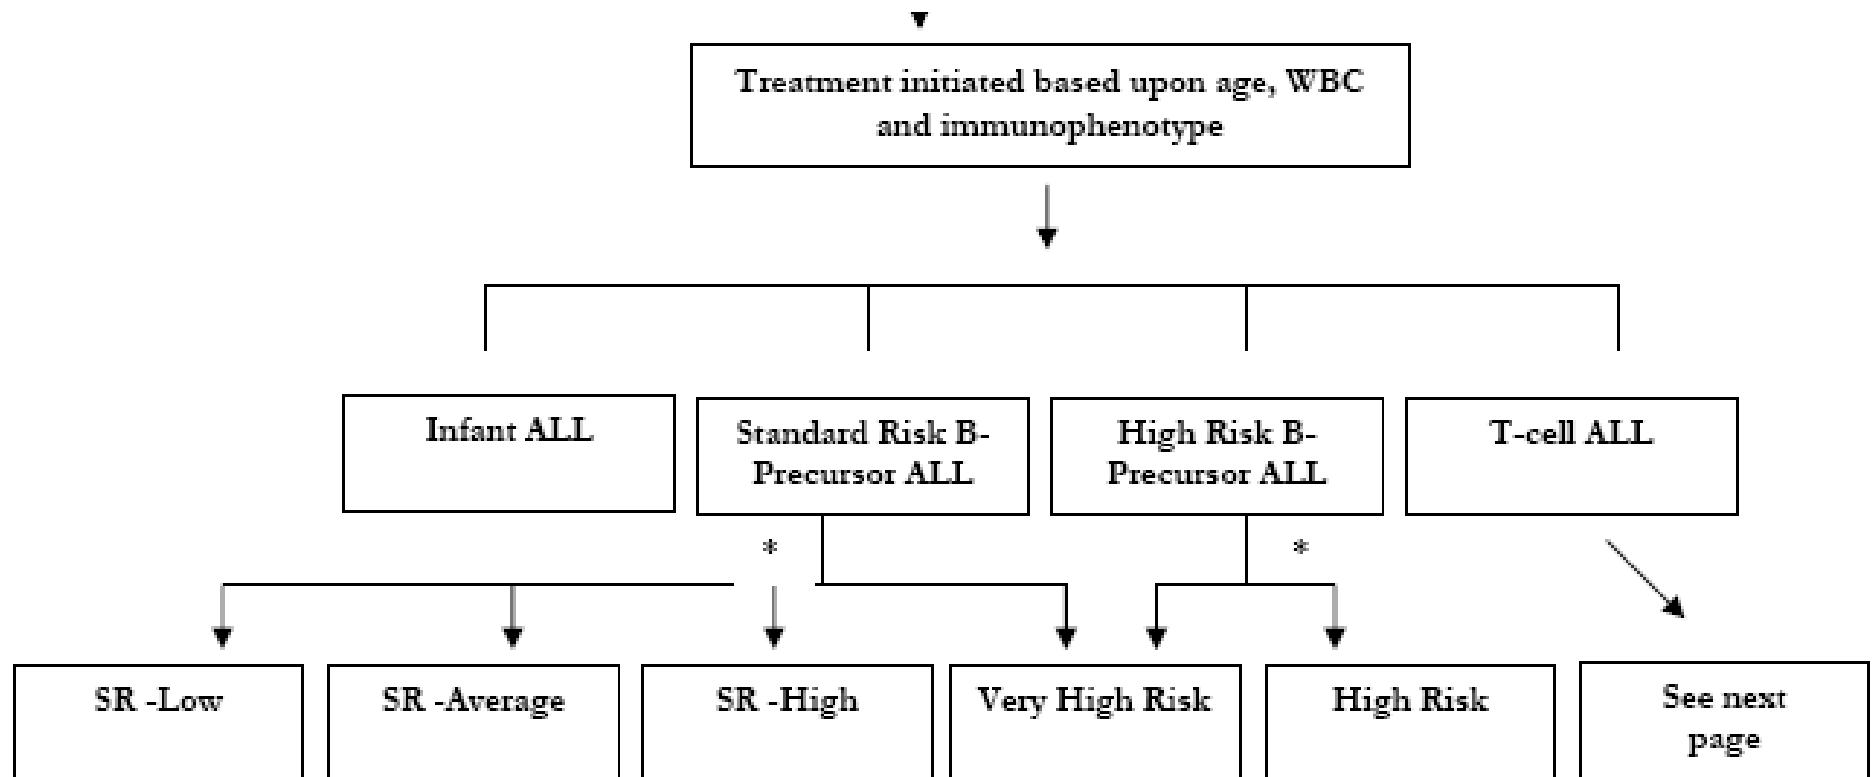 Treatment initiated based upon age, WBC
and immunophenotype
Infant ALL
Standard Risk B-
Precursor ALL
High Risk B-
Precursor ALL
T-cell ALL
*
*
SR -Low
SR -Average
SR -High
Very High Risk
High Risk
See next
page